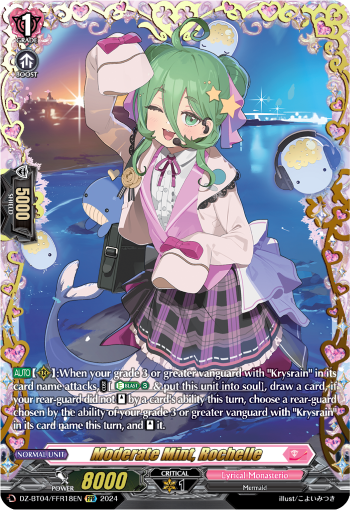 1
GRADE
BOOST
5000
SHIELD
AUTO :When your grade 3 or greater vanguard with "Krysrain" in its
card name attacks, COST [E-BLAST 3 & put this unit into soul], draw a card, if
your rear-guard did not by a card's ability this turn, choose a rear-guard
chosen by the ability of your grade 3 or greater vanguard with "Krysrain"
in its card name this turn, and it.
NORMAL UNIT
Moderate Mint, Rochelle
POWER
8000
CRITICAL
1
Lyrical Monasterio
Mermaid
DZ-BT04/FFR18EN FFR 2024
illust/こよいみつき